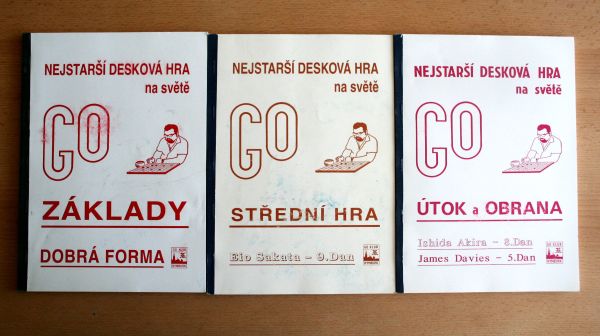 NEJSTARŠÍ DESKOVÁ HRA
na světě
GO
ZÁKLADY
DOBRÁ FORMA
NEJSTARŠÍ DESKOVÁ HRA
na světě
GO
STŘEDNÍ HRA
Eio Sakata - 9.Dan
NEJSTARŠÍ DESKOVÁ HRA
na světě
GO
ÚTOK a OBRANA
Ishida Akira - 8.Dan
James Davies - 5.Dan